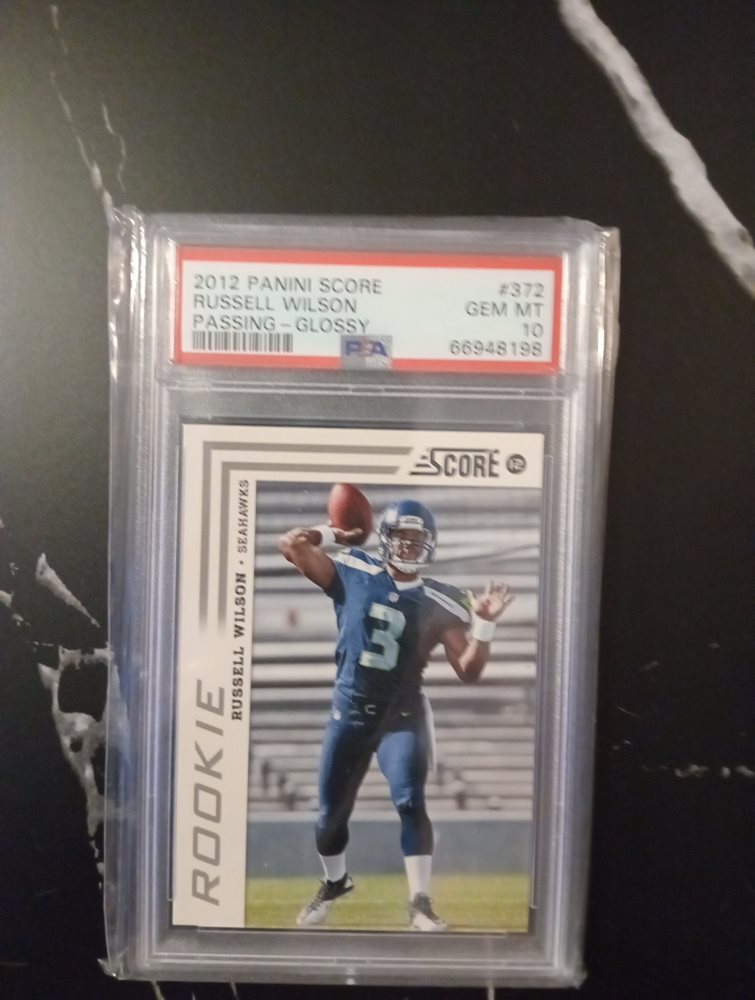 2012 PANINI SCORE #372
RUSSELL WILSON GEM MT
PASSING – GLOSSY 10
PSA 66948198
SCORE 12
RUSSELL WILSON • SEAHAWKS
ROOKIE
3